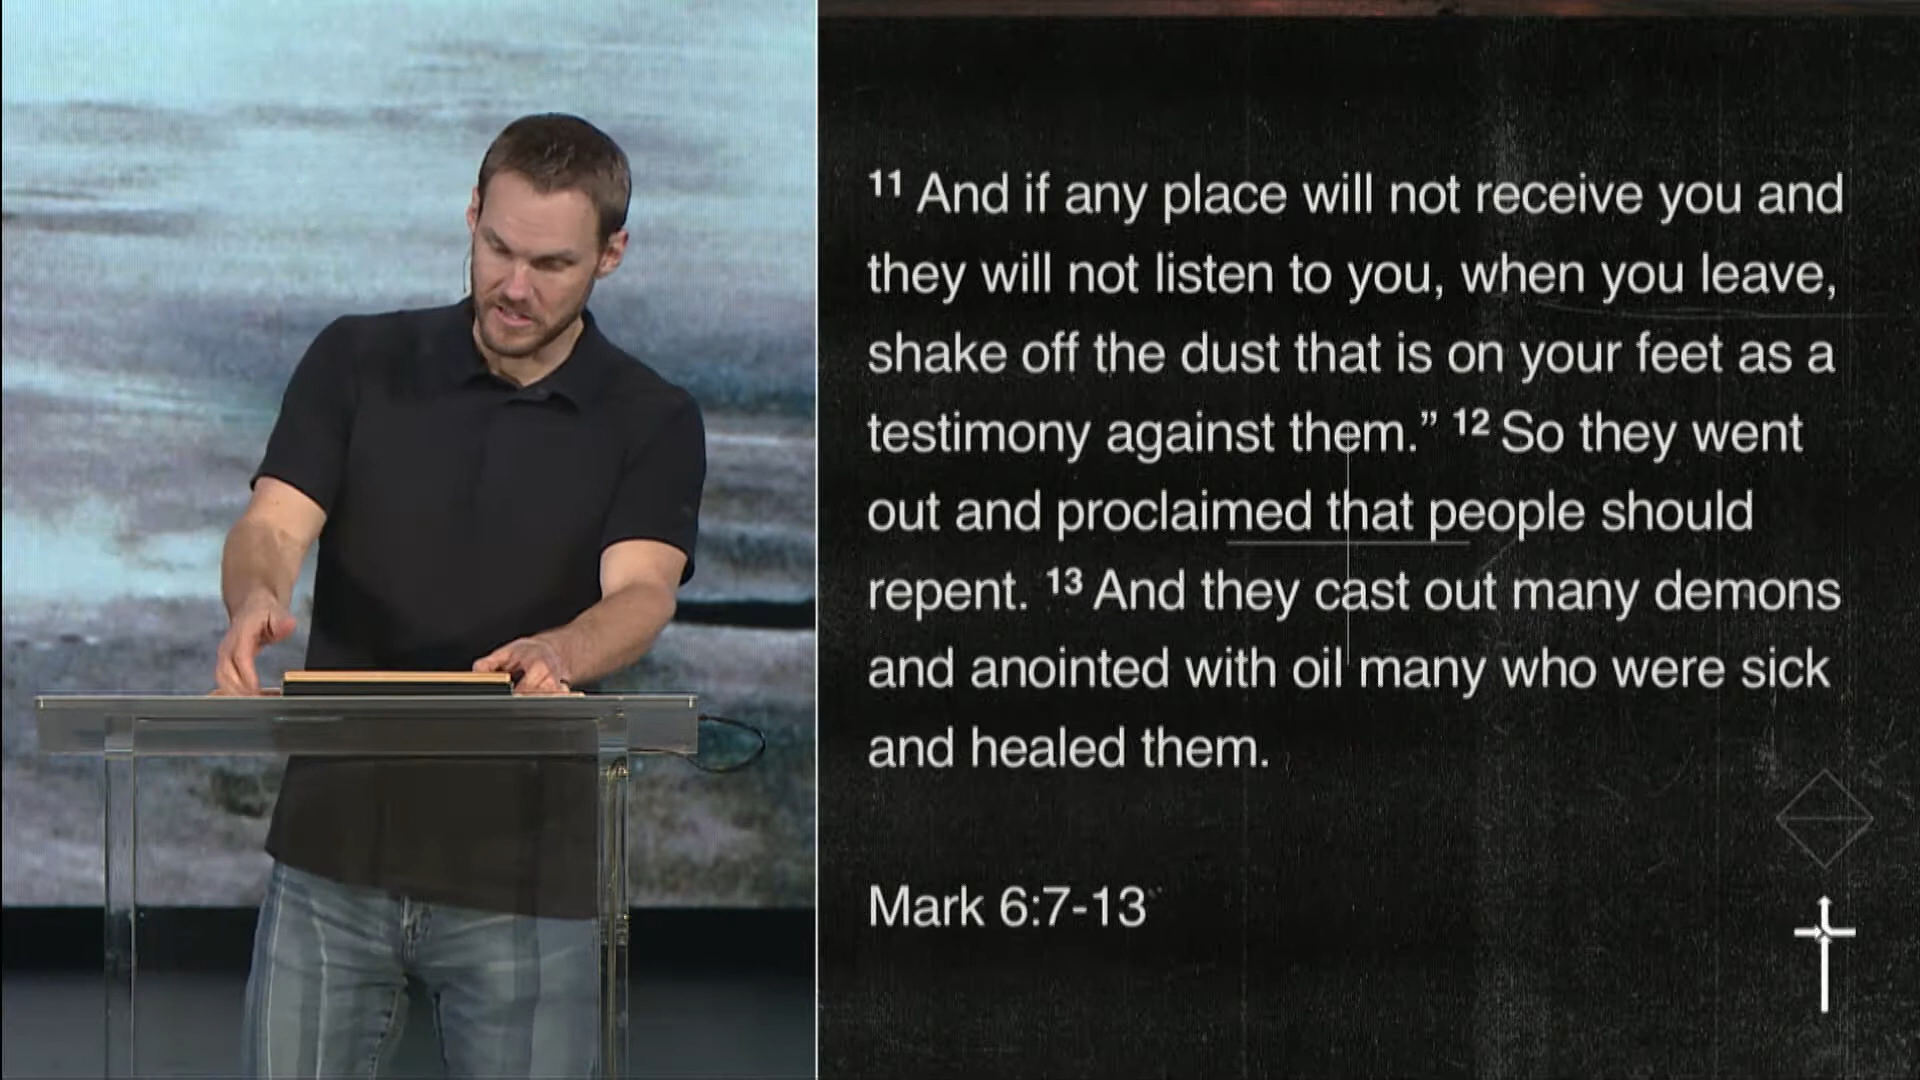 11 And if any place will not receive you and
they will not listen to you, when you leave,
shake off the dust that is on your feet as a
testimony against them.” 12 So they went
out and proclaimed that people should
repent. 13 And they cast out many demons
and anointed with oil many who were sick
and healed them.
Mark 6:7-13